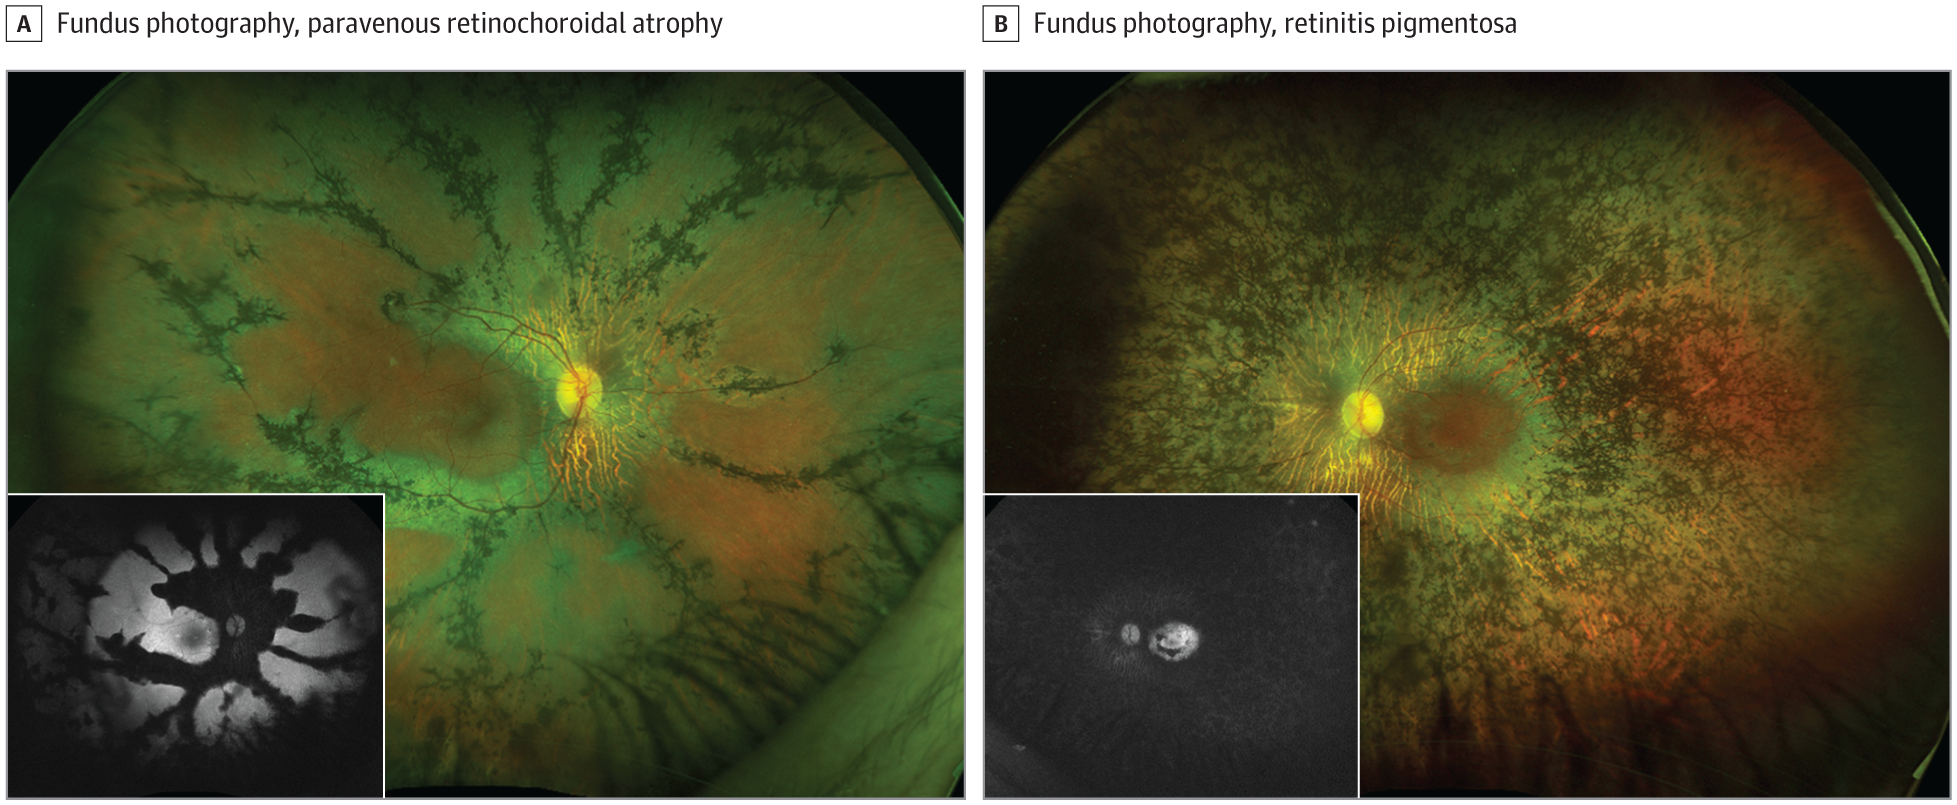 A Fundus photography, paravenous retinochoroidal atrophy
B Fundus photography, retinitis pigmentosa